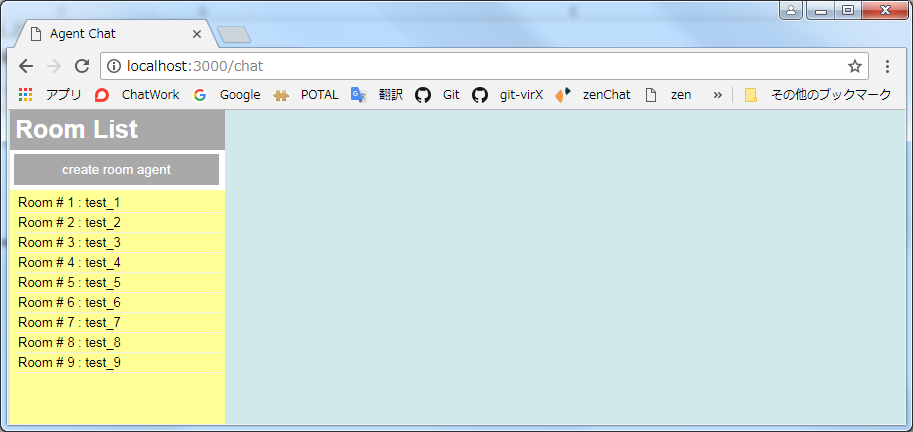 Agent Chat
localhost:3000/chat
アプリ ChatWork Google POTAL 翻訳 Git git-virX zenChat zen » その他のブックマーク
Room List
create room agent
Room # 1 : test_1
Room # 2 : test_2
Room # 3 : test_3
Room # 4 : test_4
Room # 5 : test_5
Room # 6 : test_6
Room # 7 : test_7
Room # 8 : test_8
Room # 9 : test_9